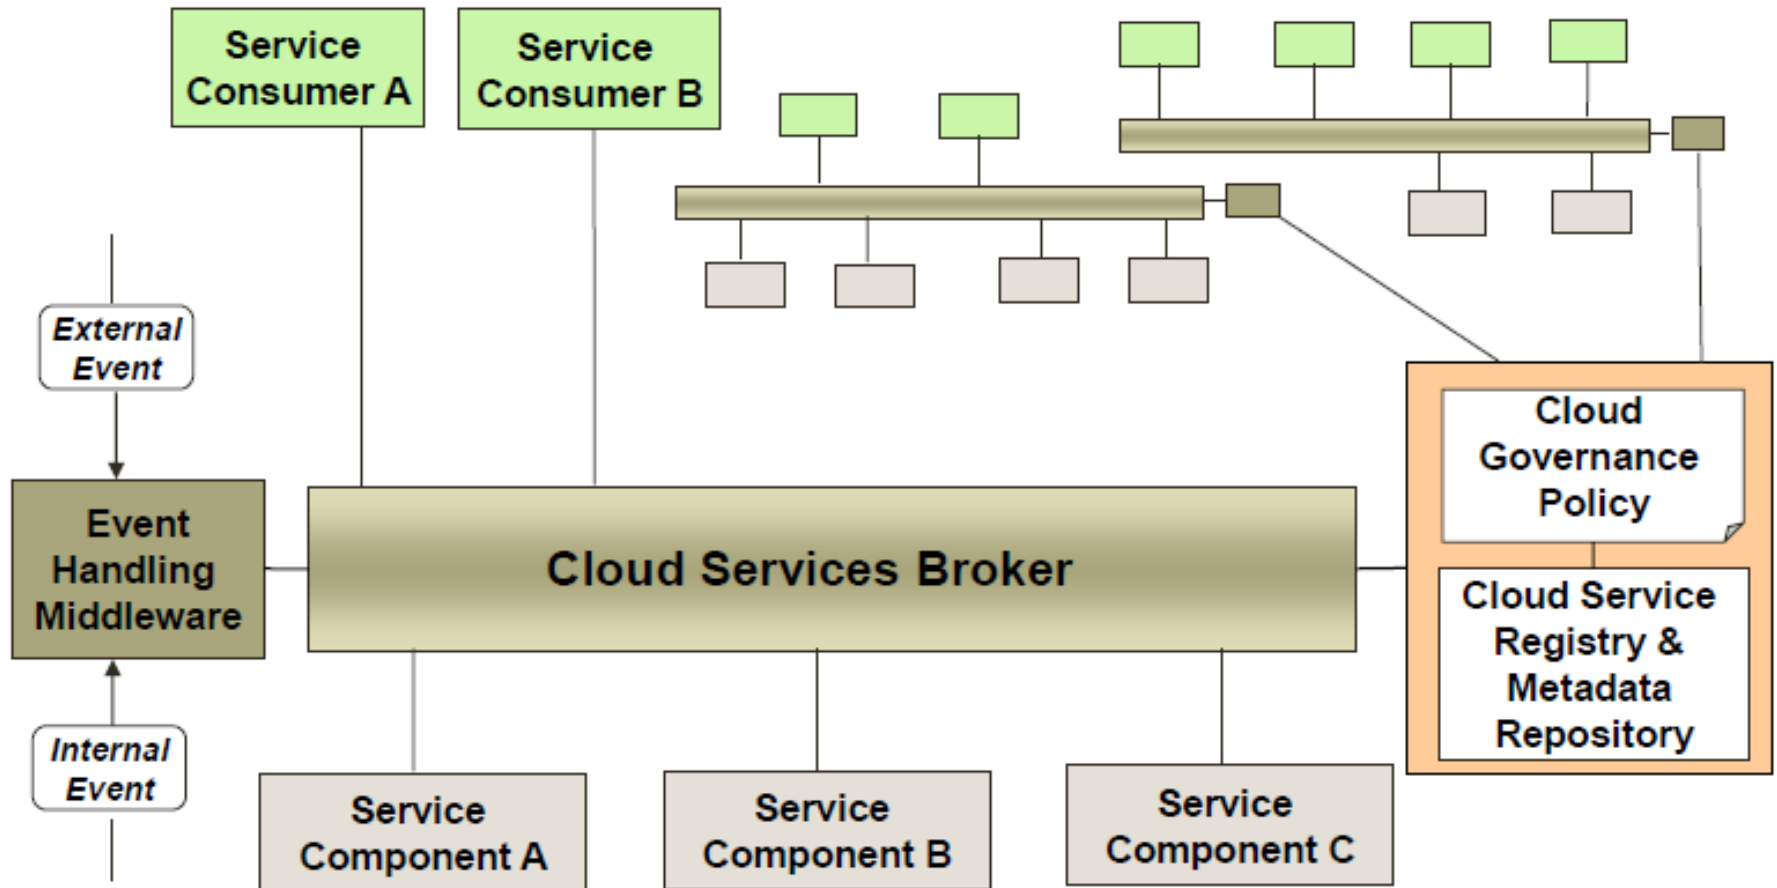 Service
Consumer A
Service
Consumer B
External
Event
Cloud
Governance
Policy
Event
Handling
Middleware
Cloud Services Broker
Cloud Service
Registry &
Metadata
Repository
Internal
Event
Service
Component A
Service
Component B
Service
Component C